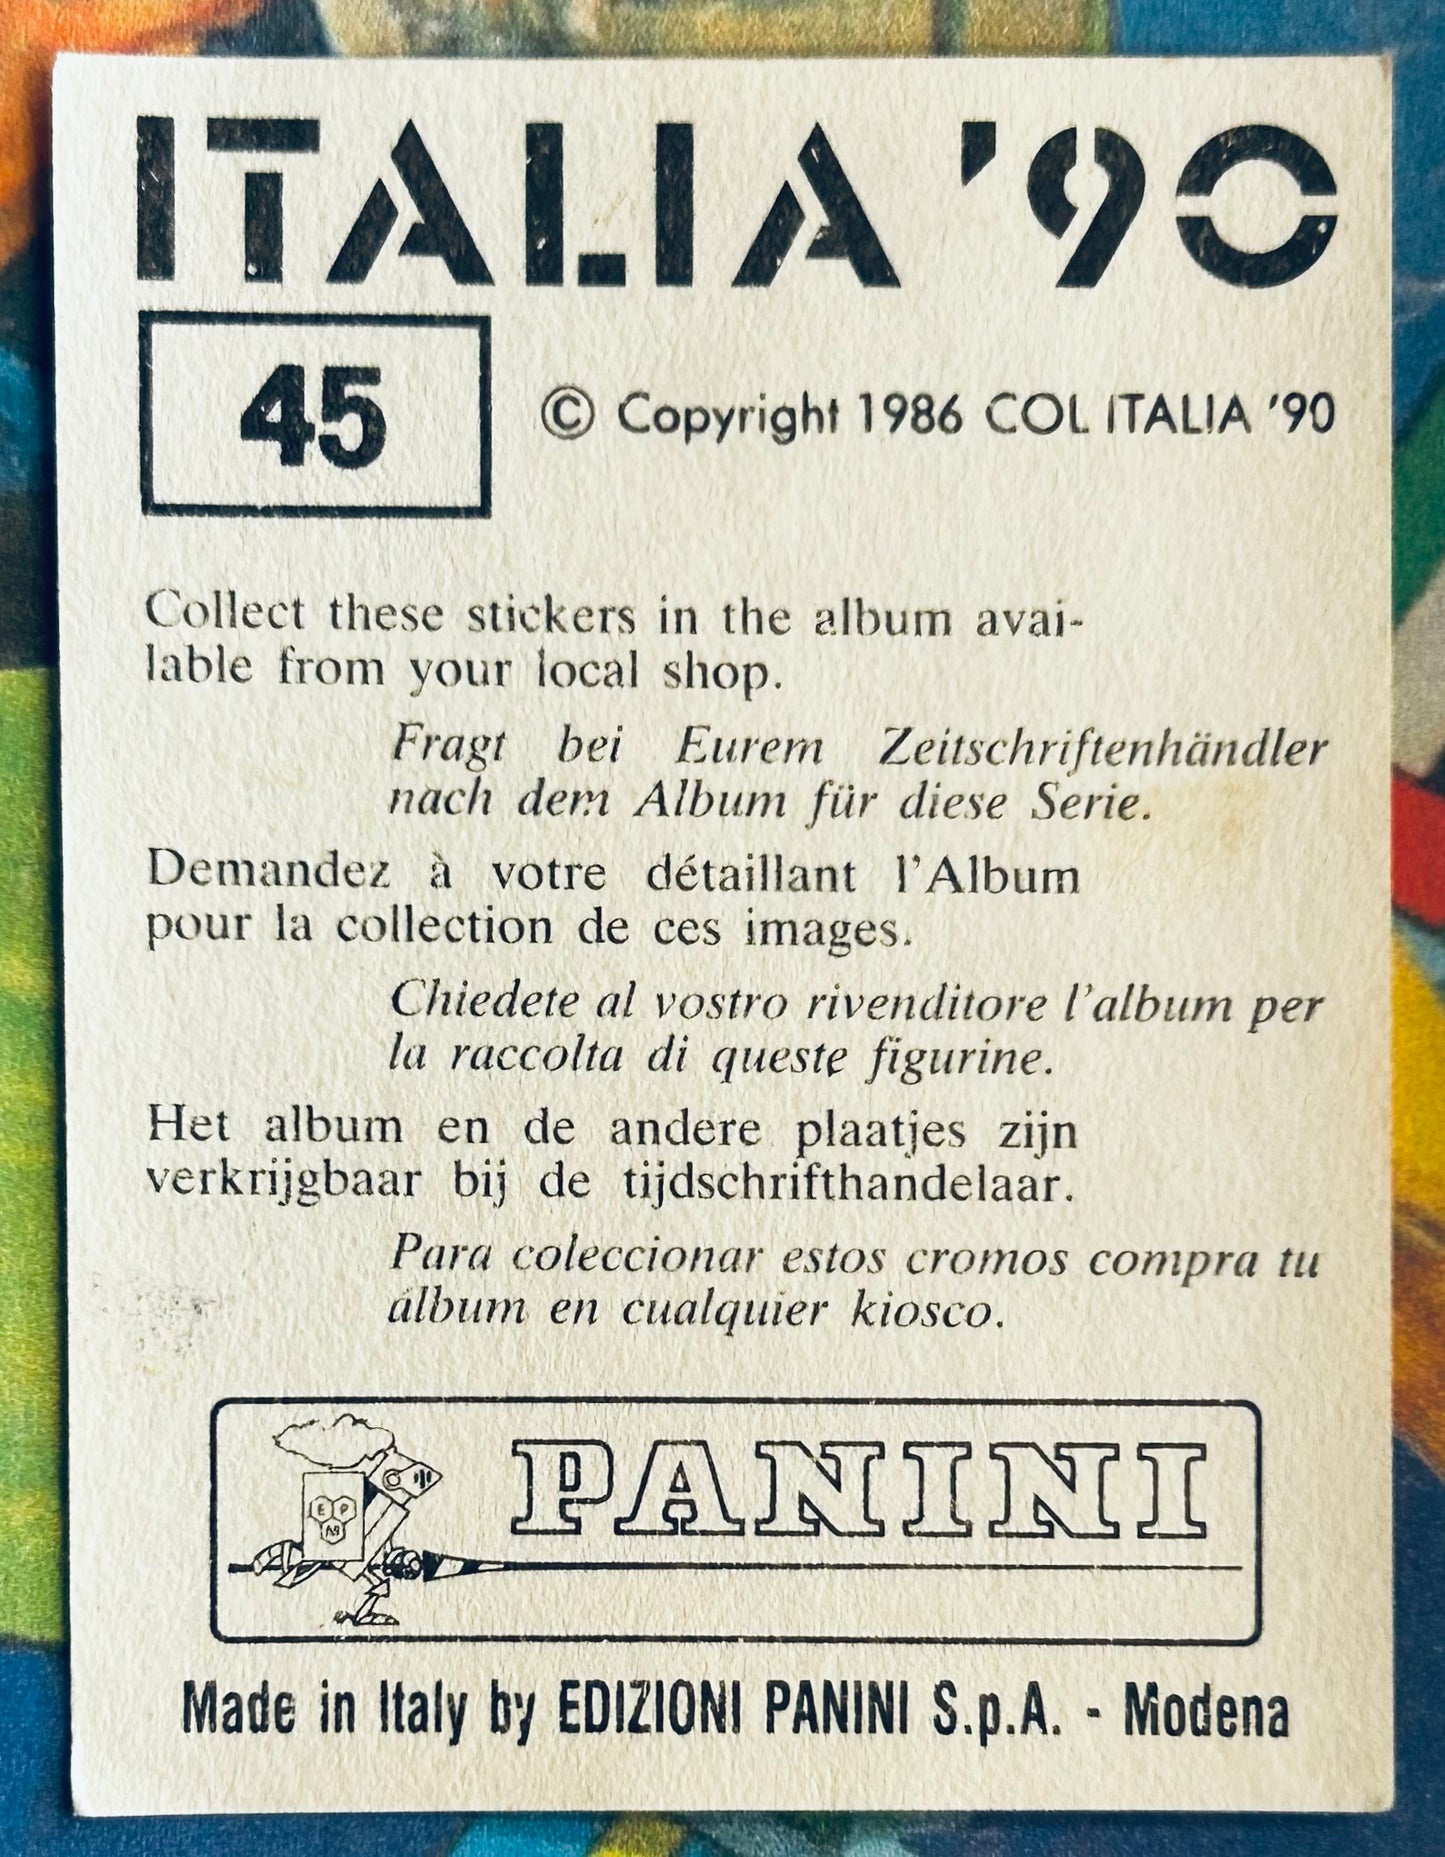 ITALIA '90
45
© Copyright 1986 COL ITALIA '90
Collect these stickers in the album avai-
lable from your local shop.
Fragt bei Eurem Zeitschriftenhändler
nach dem Album für diese Serie.
Demandez à votre détaillant l'Album
pour la collection de ces images.
Chiedete al vostro rivenditore l'album per
la raccolta di queste figurine.
Het album en de andere plaatjes zijn
verkrijgbaar bij de tijdschrifthandelaar.
Para coleccionar estos cromos compra tu
álbum en cualquier kiosco.
PANINI
E P
Made in Italy by EDIZIONI PANINI S.p.A. - Modena